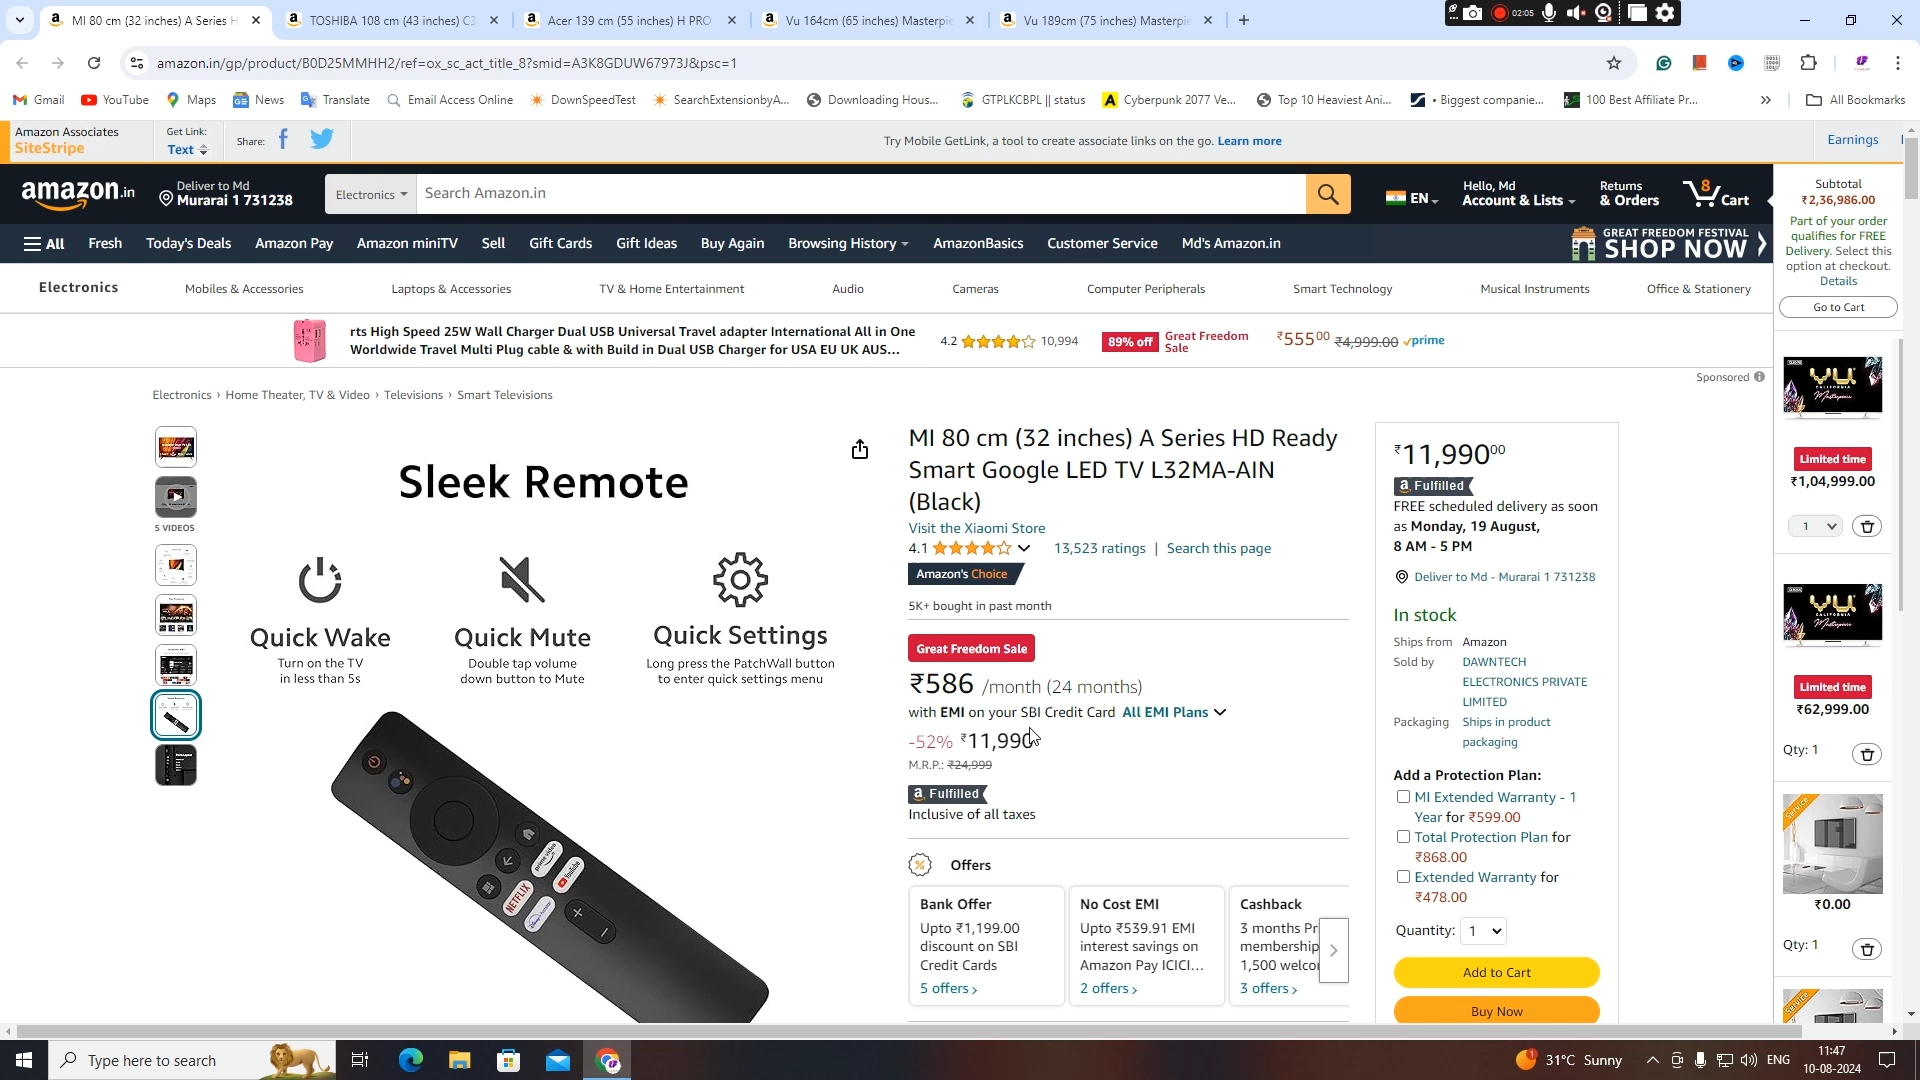 MI 80 cm (32 inches) A Series H
TOSHIBA 108 cm (43 inches) C3
Acer 139 cm (55 inches) H PRO
Vu 164cm (65 inches) Masterpie
Vu 189cm (75 inches) Masterpie
02:05
amazon.in/gp/product/B0D25MMHH2/ref=ox_sc_act_title_8?smid=A3K8GDUW67973J&psc=1
Gmail
YouTube
Maps
News
Translate
Email Access Online
DownSpeedTest
SearchExtensionbyA...
Downloading Hous...
GTPLKCBPL || status
Cyberpunk 2077 Ve...
Top 10 Heaviest Ani...
• Biggest companie...
100 Best Affiliate Pr...
All Bookmarks
Amazon Associates
SiteStripe
Get Link:
Text
Share:
Try Mobile GetLink, a tool to create associate links on the go. Learn more
Earnings
amazon.in
Deliver to Md
Murarai 1 731238
Electronics
Search Amazon.in
EN
Hello, Md
Account & Lists
Returns
& Orders
8
Cart
All
Fresh
Today's Deals
Amazon Pay
Amazon miniTV
Sell
Gift Cards
Gift Ideas
Buy Again
Browsing History
AmazonBasics
Customer Service
Md's Amazon.in
GREAT FREEDOM FESTIVAL
SHOP NOW
Electronics
Mobiles & Accessories
Laptops & Accessories
TV & Home Entertainment
Audio
Cameras
Computer Peripherals
Smart Technology
Musical Instruments
Office & Stationery
rts High Speed 25W Wall Charger Dual USB Universal Travel adapter International All in One
Worldwide Travel Multi Plug cable & with Build in Dual USB Charger for USA EU UK AUS...
4.2
10,994
89% off
Great Freedom
Sale
₹55500 ₹4,999.00 prime
Sponsored
Electronics › Home Theater, TV & Video › Televisions › Smart Televisions
5 VIDEOS
Sleek Remote
Quick Wake
Turn on the TV
in less than 5s
Quick Mute
Double tap volume
down button to Mute
Quick Settings
Long press the PatchWall button
to enter quick settings menu
prime video
YouTube
NETFLIX
MI 80 cm (32 inches) A Series HD Ready
Smart Google LED TV L32MA-AIN
(Black)
Visit the Xiaomi Store
4.1
13,523 ratings | Search this page
Amazon's Choice
5K+ bought in past month
Great Freedom Sale
₹586 /month (24 months)
with EMI on your SBI Credit Card All EMI Plans
-52% ₹11,990
M.R.P.: ₹24,999
a Fulfilled
Inclusive of all taxes
Offers
Bank Offer
Upto ₹1,199.00
discount on SBI
Credit Cards
5 offers ›
No Cost EMI
Upto ₹539.91 EMI
interest savings on
Amazon Pay ICICI...
2 offers ›
Cashback
3 months Pr
membership
1,500 welco
3 offers ›
₹11,99000
a Fulfilled
FREE scheduled delivery as soon
as Monday, 19 August,
8 AM - 5 PM
Deliver to Md - Murarai 1 731238
In stock
Ships from Amazon
Sold by DAWNTECH
ELECTRONICS PRIVATE
LIMITED
Packaging Ships in product
packaging
Add a Protection Plan:
MI Extended Warranty - 1
Year for ₹599.00
Total Protection Plan for
₹868.00
Extended Warranty for
₹478.00
Quantity: 1
Add to Cart
Buy Now
Subtotal
₹2,36,986.00
Part of your order
qualifies for FREE
Delivery. Select this
option at checkout.
Details
Go to Cart
Limited time
₹1,04,999.00
1
Limited time
₹62,999.00
Qty: 1
Service
₹0.00
Qty: 1
Service
Type here to search
1
31°C Sunny
ENG
11:47
10-08-2024